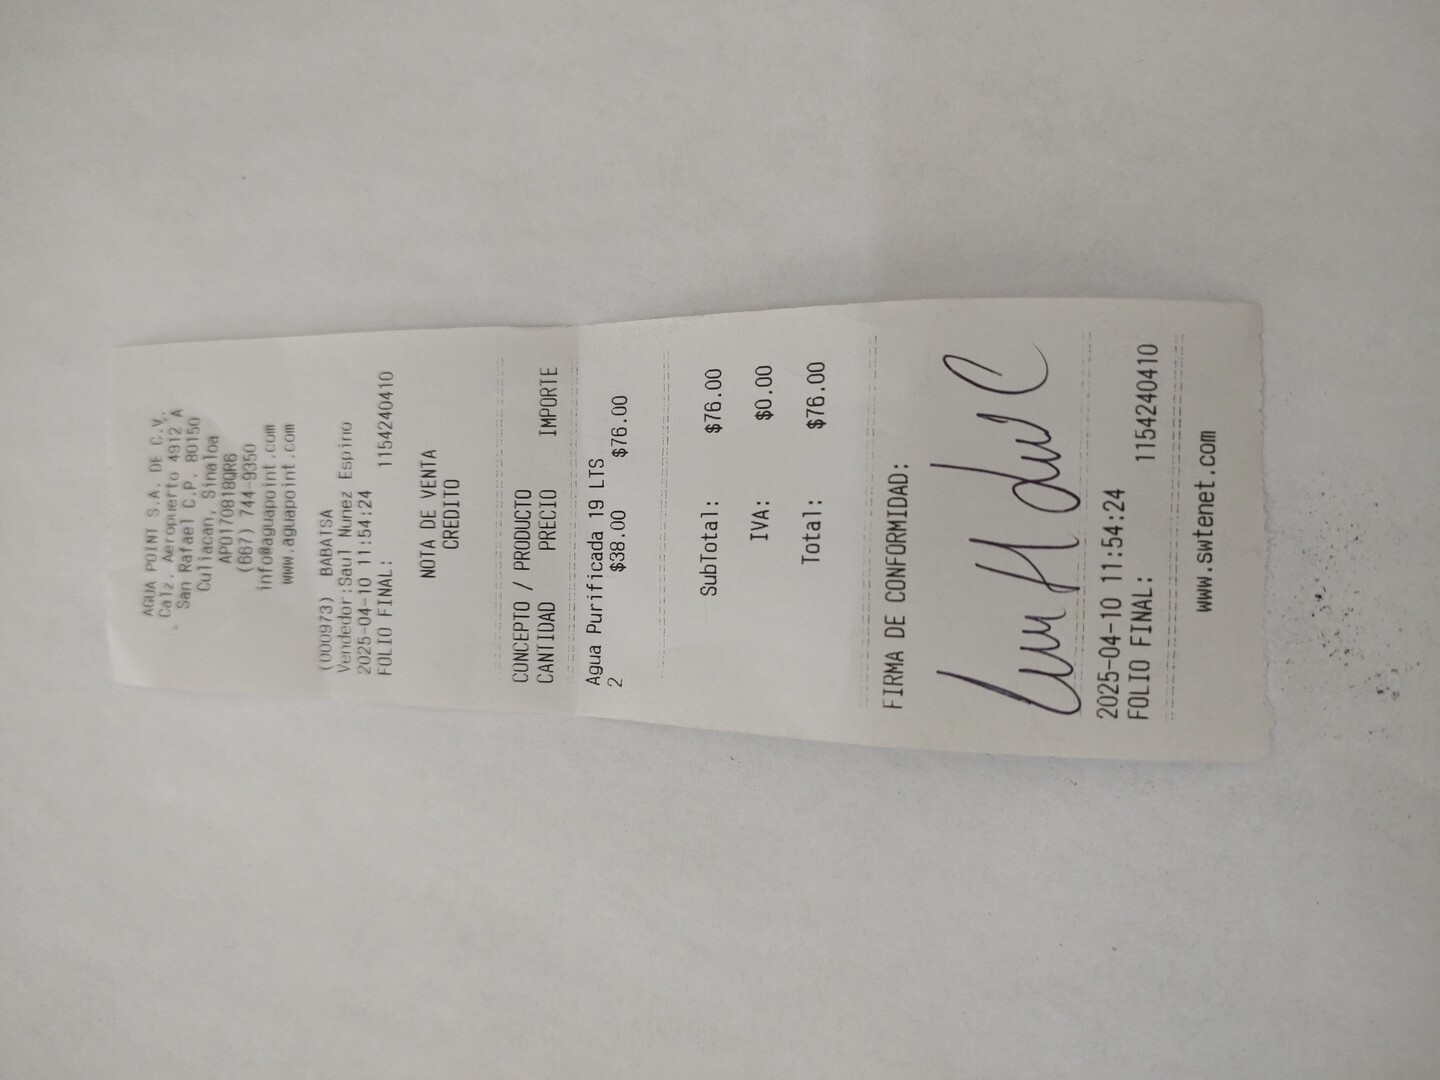 AGUA POINT S.A. DE C.V.
Calz. Aeropuerto 4912 A
San Rafael C.P. 80150
Culiacan, Sinaloa
APO170818QR6
(667) 744-9350
info@aguapoint.com
www.aguapoint.com
(000973) BABATSA
Vendedor:Saul Nunez Espino
2025-04-10 11:54:24
FOLIO FINAL: 1154240410
NOTA DE VENTA
CREDITO
CONCEPTO / PRODUCTO
CANTIDAD PRECIO IMPORTE
Agua Purificada 19 LTS
2 $38.00 $76.00
SubTotal: $76.00
IVA: $0.00
Total: $76.00
FIRMA DE CONFORMIDAD:
2025-04-10 11:54:24
FOLIO FINAL: 1154240410
www.swtenet.com